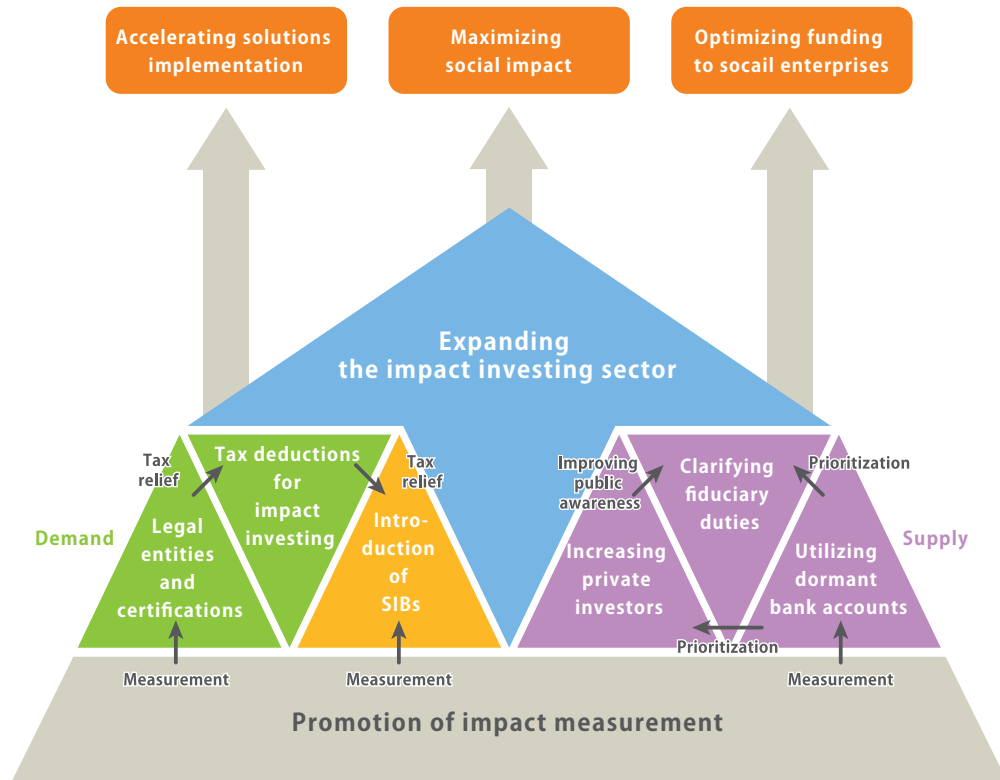 Accelerating solutions
implementation
Maximizing
social impact
Optimizing funding
to socail enterprises
Expanding
the impact investing sector
Tax
relief
Tax deductions
for
impact
investing
Tax
relief
Improving
public
awareness
Clarifying
fiduciary
duties
Prioritization
Demand
Legal
entities
and
certifications
Intro-
duction
of
SIBs
Increasing
private
investors
Utilizing
dormant
bank accounts
Supply
Prioritization
Measurement
Measurement
Measurement
Promotion of impact measurement